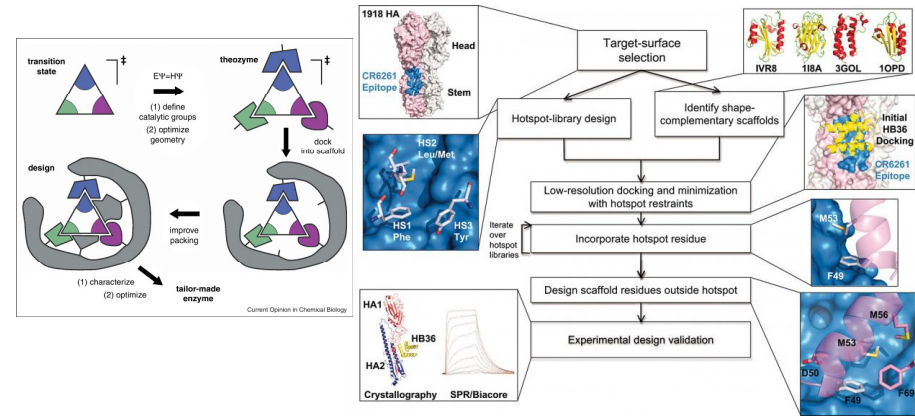 transition
state
‡
EΨ=HΨ
(1) define
catalytic groups
(2) optimize
geometry
theozyme
‡
dock
into scaffold
design
improve
packing
(1) characterize
(2) optimize
tailor-made
enzyme
Current Opinion in Chemical Biology
1918 HA
Head
CR6261
Epitope
Stem
Target-surface
selection
IVR8 1I8A 3GOL 1OPD
Hotspot-library design
Identify shape-
complementary scaffolds
HS2
Leu/Met
HS1
Phe
HS3
Tyr
Initial
HB36
Docking
CR6261
Epitope
Low-resolution docking and minimization
with hotspot restraints
Iterate
over
hotspot
libraries
Incorporate hotspot residue
M53
F49
Design scaffold residues outside hotspot
HA1
HB36
HA2
Crystallography SPR/Biacore
Experimental design validation
M56
M53
D50
F49
F69